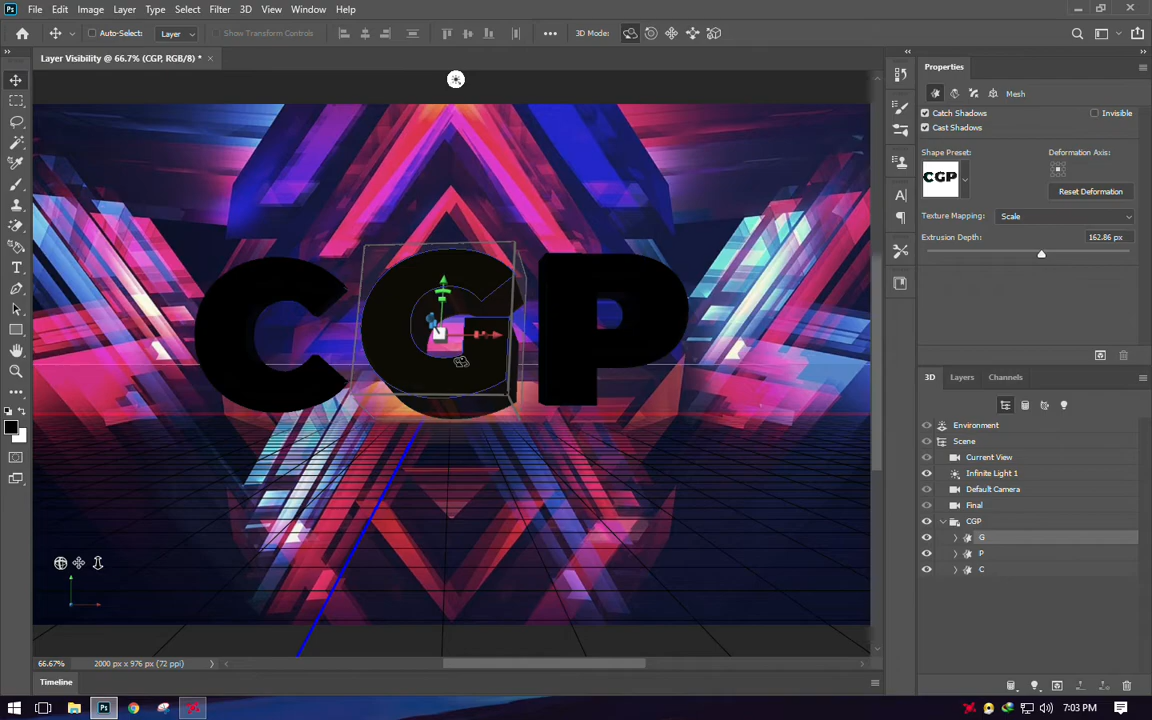 Ps File Edit Image Layer Type Select Filter 3D View Window Help
Auto-Select: Layer Show Transform Controls 3D Mode:
Layer Visibility @ 66.7% (CGP, RGB/8) *
Properties
Mesh
Catch Shadows Invisible
Cast Shadows
Shape Preset: Deformation Axis:
CGP
Reset Deformation
Texture Mapping: Scale
Extrusion Depth: 162.86 px
CGP
3D Layers Channels
Environment
Scene
Current View
Infinite Light 1
Default Camera
Final
CGP
G
P
C
66.67% 2000 px x 976 px (72 ppi)
Timeline
Ps 7:03 PM